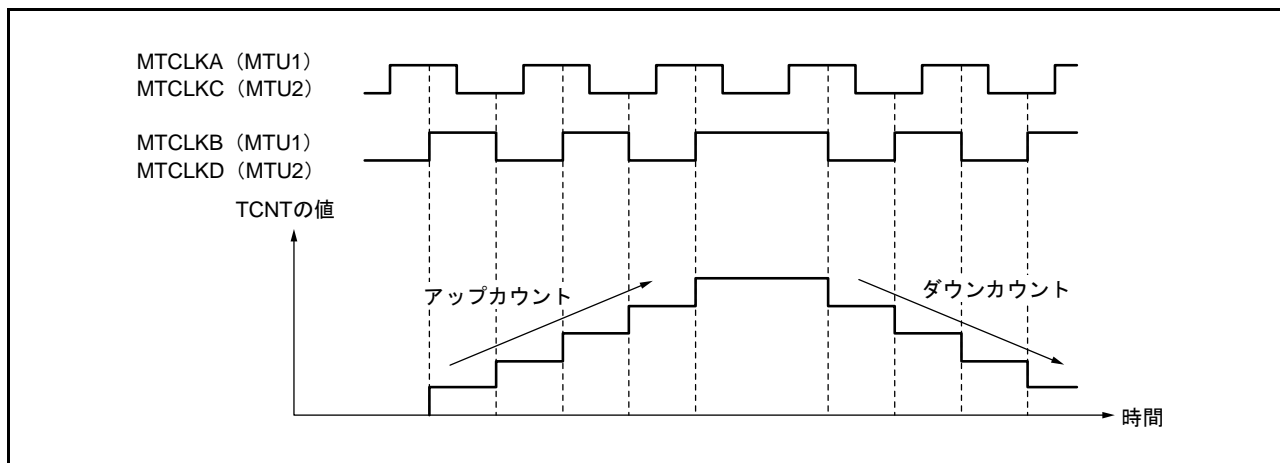 MTCLKA（MTU1）
MTCLKC（MTU2）
MTCLKB（MTU1）
MTCLKD（MTU2）
TCNTの値
アップカウント
ダウンカウント
時間